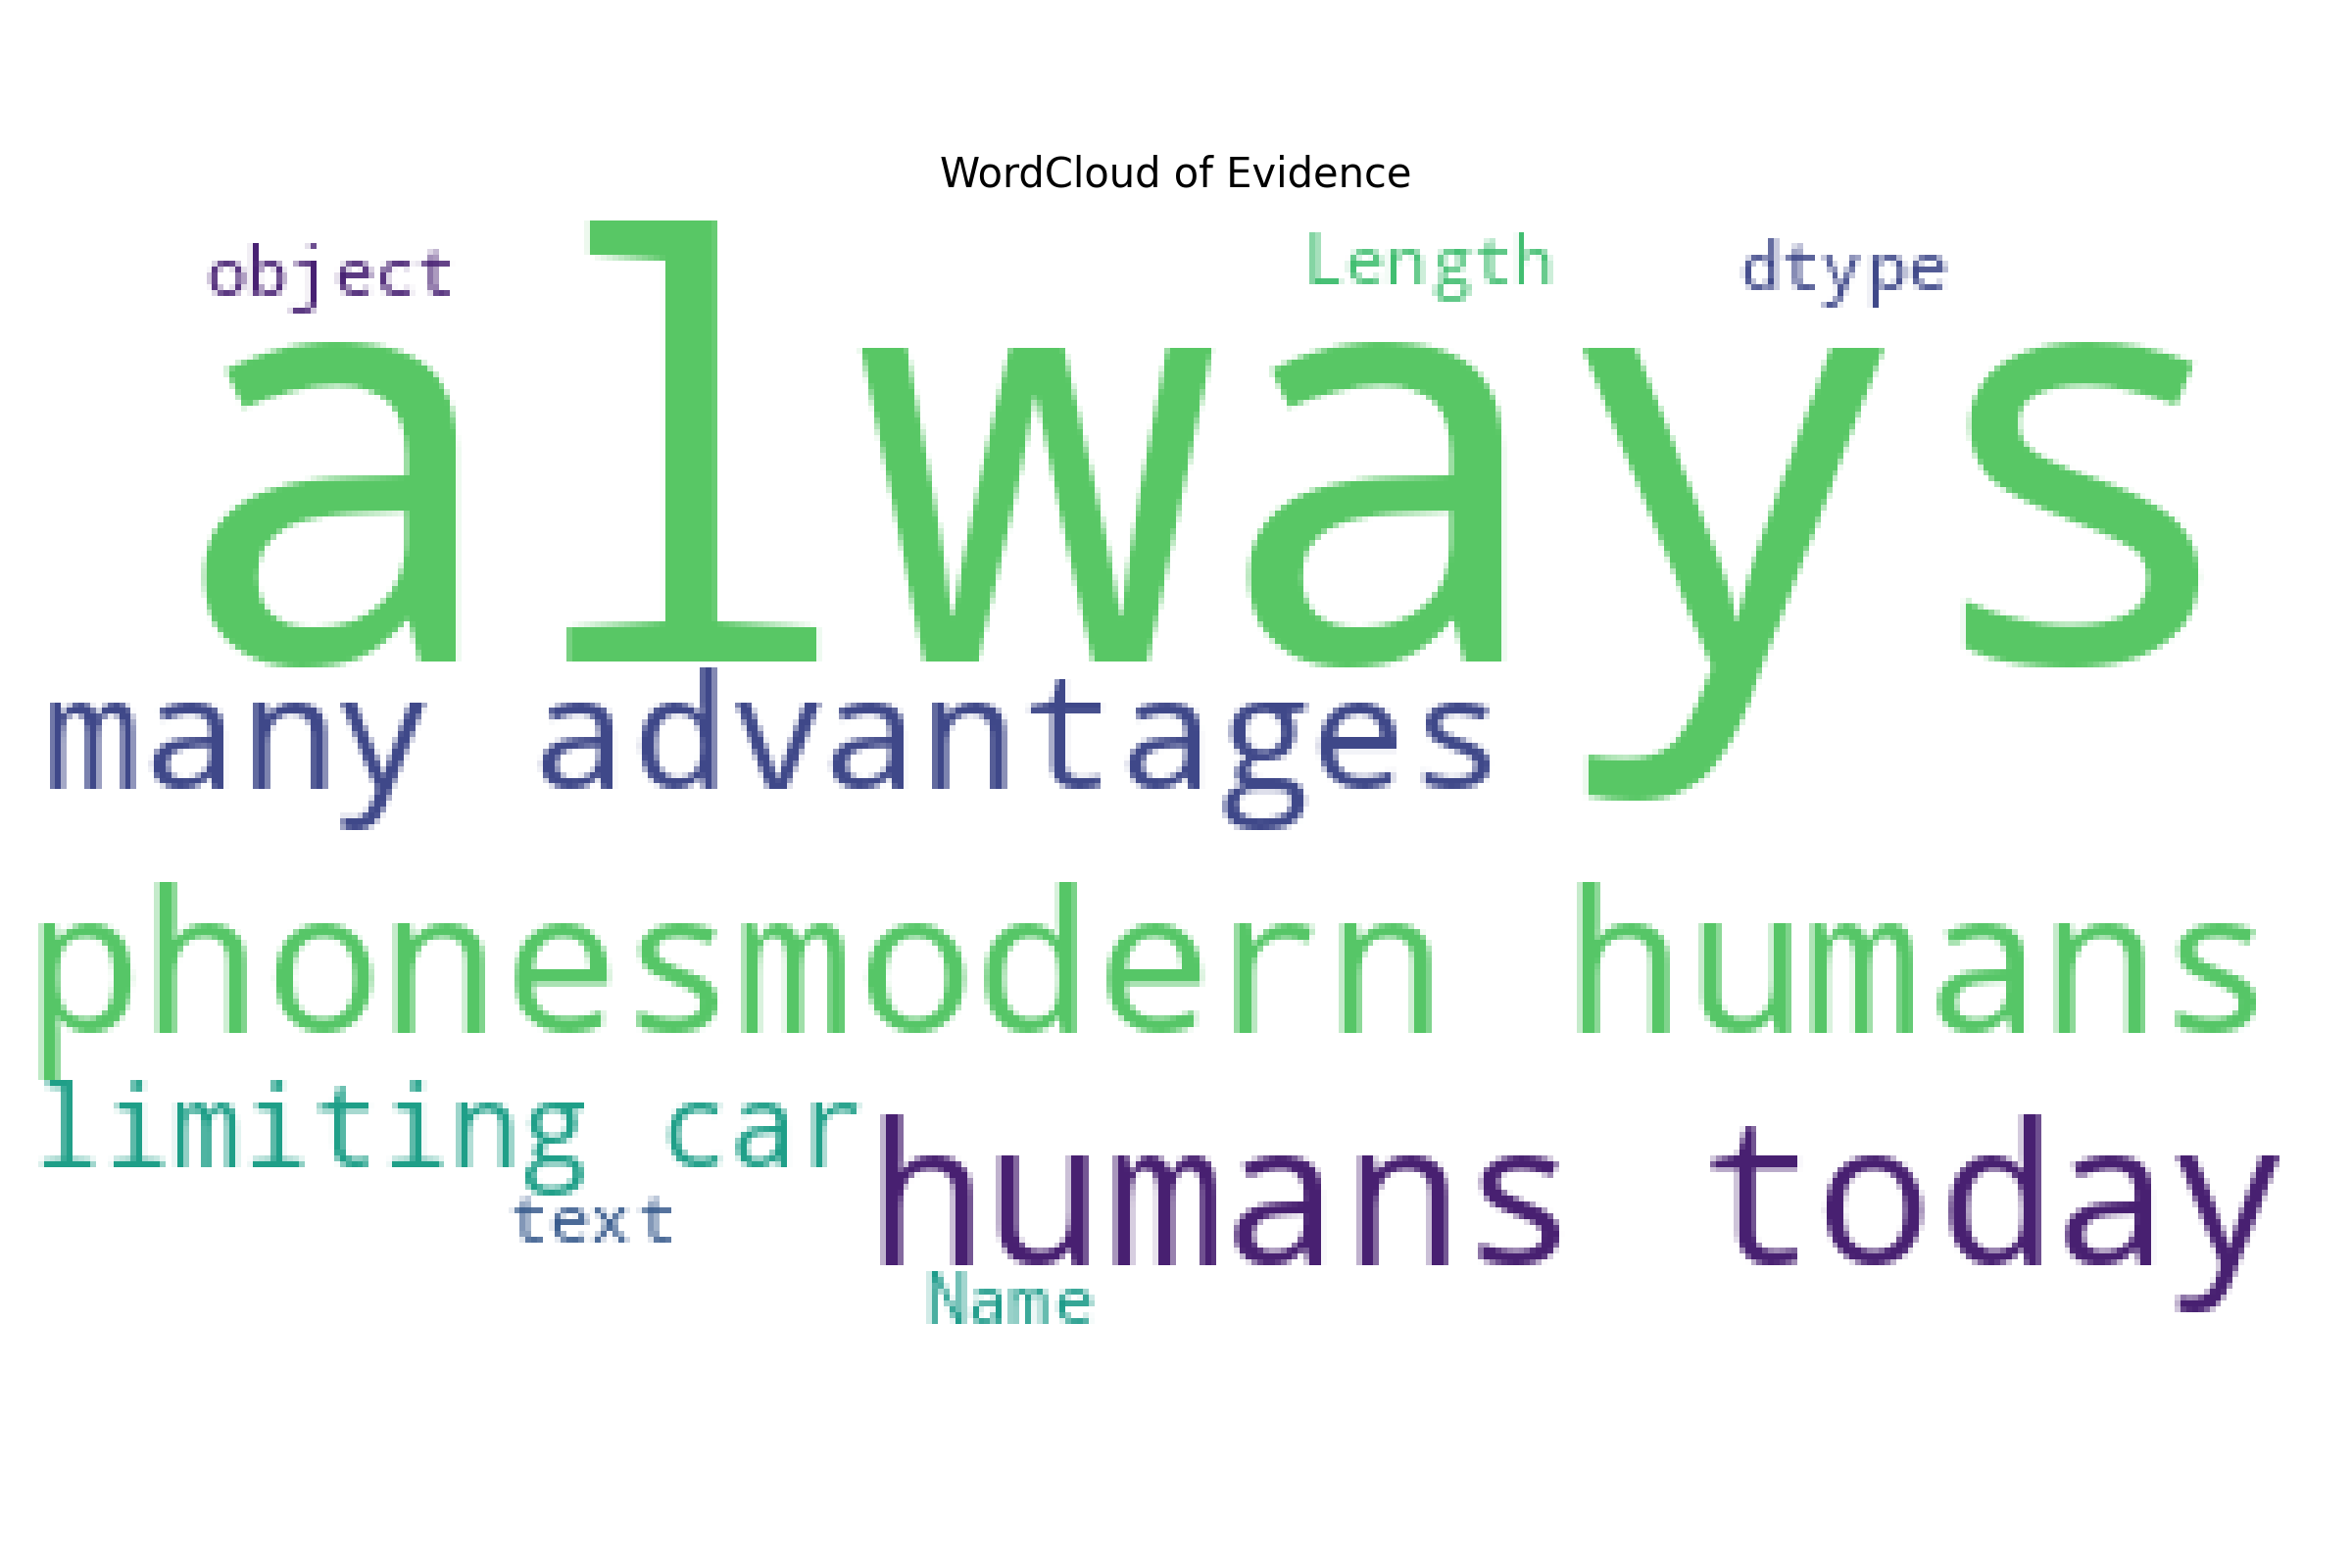 WordCloud of Evidence
object Length dtype
always
many advantages
phonesmodern humans
limiting car
humans today
text
Name